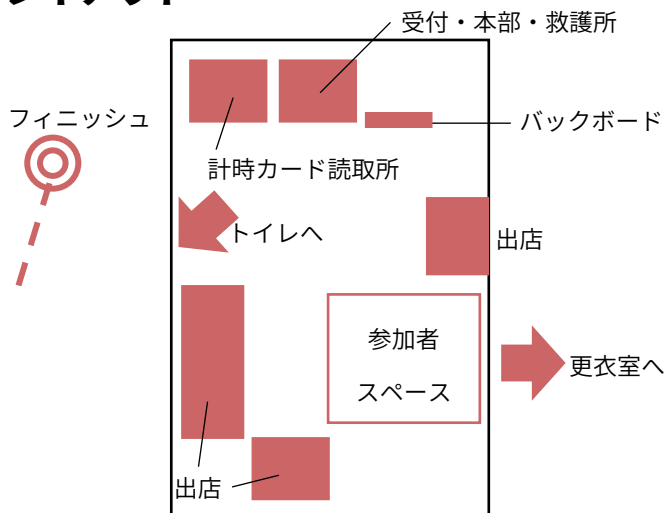 受付・本部・救護所
フィニッシュ
バックボード
計時カード読取所
トイレへ
出店
参加者
スペース
更衣室へ
出店